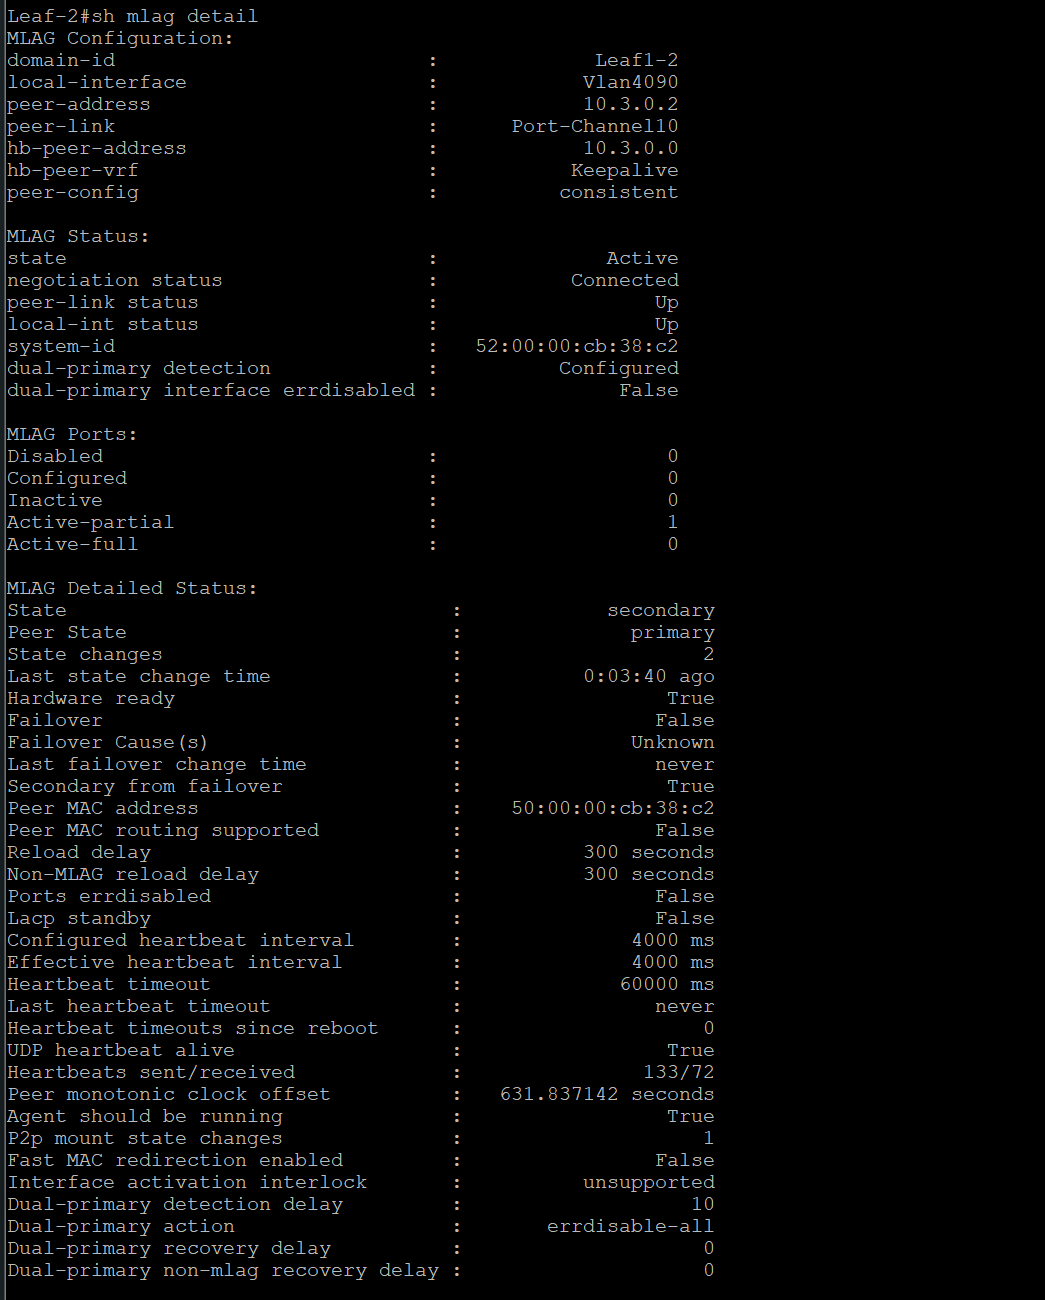 Leaf-2#sh mlag detail
MLAG Configuration:
domain-id                          :             Leaf1-2
local-interface                    :            Vlan4090
peer-address                       :            10.3.0.2
peer-link                          :      Port-Channel10
hb-peer-address                    :            10.3.0.0
hb-peer-vrf                        :           Keepalive
peer-config                        :          consistent

MLAG Status:
state                              :              Active
negotiation status                 :           Connected
peer-link status                   :                  Up
local-int status                   :                  Up
system-id                          :   52:00:00:cb:38:c2
dual-primary detection             :          Configured
dual-primary interface errdisabled :               False

MLAG Ports:
Disabled                           :                   0
Configured                         :                   0
Inactive                           :                   0
Active-partial                     :                   1
Active-full                        :                   0

MLAG Detailed Status:
State                                :            secondary
Peer State                           :              primary
State changes                        :                    2
Last state change time               :          0:03:40 ago
Hardware ready                       :                 True
Failover                             :                False
Failover Cause(s)                    :              Unknown
Last failover change time            :                never
Secondary from failover              :                 True
Peer MAC address                     :    50:00:00:cb:38:c2
Peer MAC routing supported           :                False
Reload delay                         :          300 seconds
Non-MLAG reload delay                :          300 seconds
Ports errdisabled                    :                False
Lacp standby                         :                False
Configured heartbeat interval        :              4000 ms
Effective heartbeat interval         :              4000 ms
Heartbeat timeout                    :             60000 ms
Last heartbeat timeout               :                never
Heartbeat timeouts since reboot      :                    0
UDP heartbeat alive                  :                 True
Heartbeats sent/received             :               133/72
Peer monotonic clock offset          :   631.837142 seconds
Agent should be running              :                 True
P2p mount state changes              :                    1
Fast MAC redirection enabled         :                False
Interface activation interlock       :          unsupported
Dual-primary detection delay         :                   10
Dual-primary action                  :       errdisable-all
Dual-primary recovery delay          :                    0
Dual-primary non-mlag recovery delay :                    0